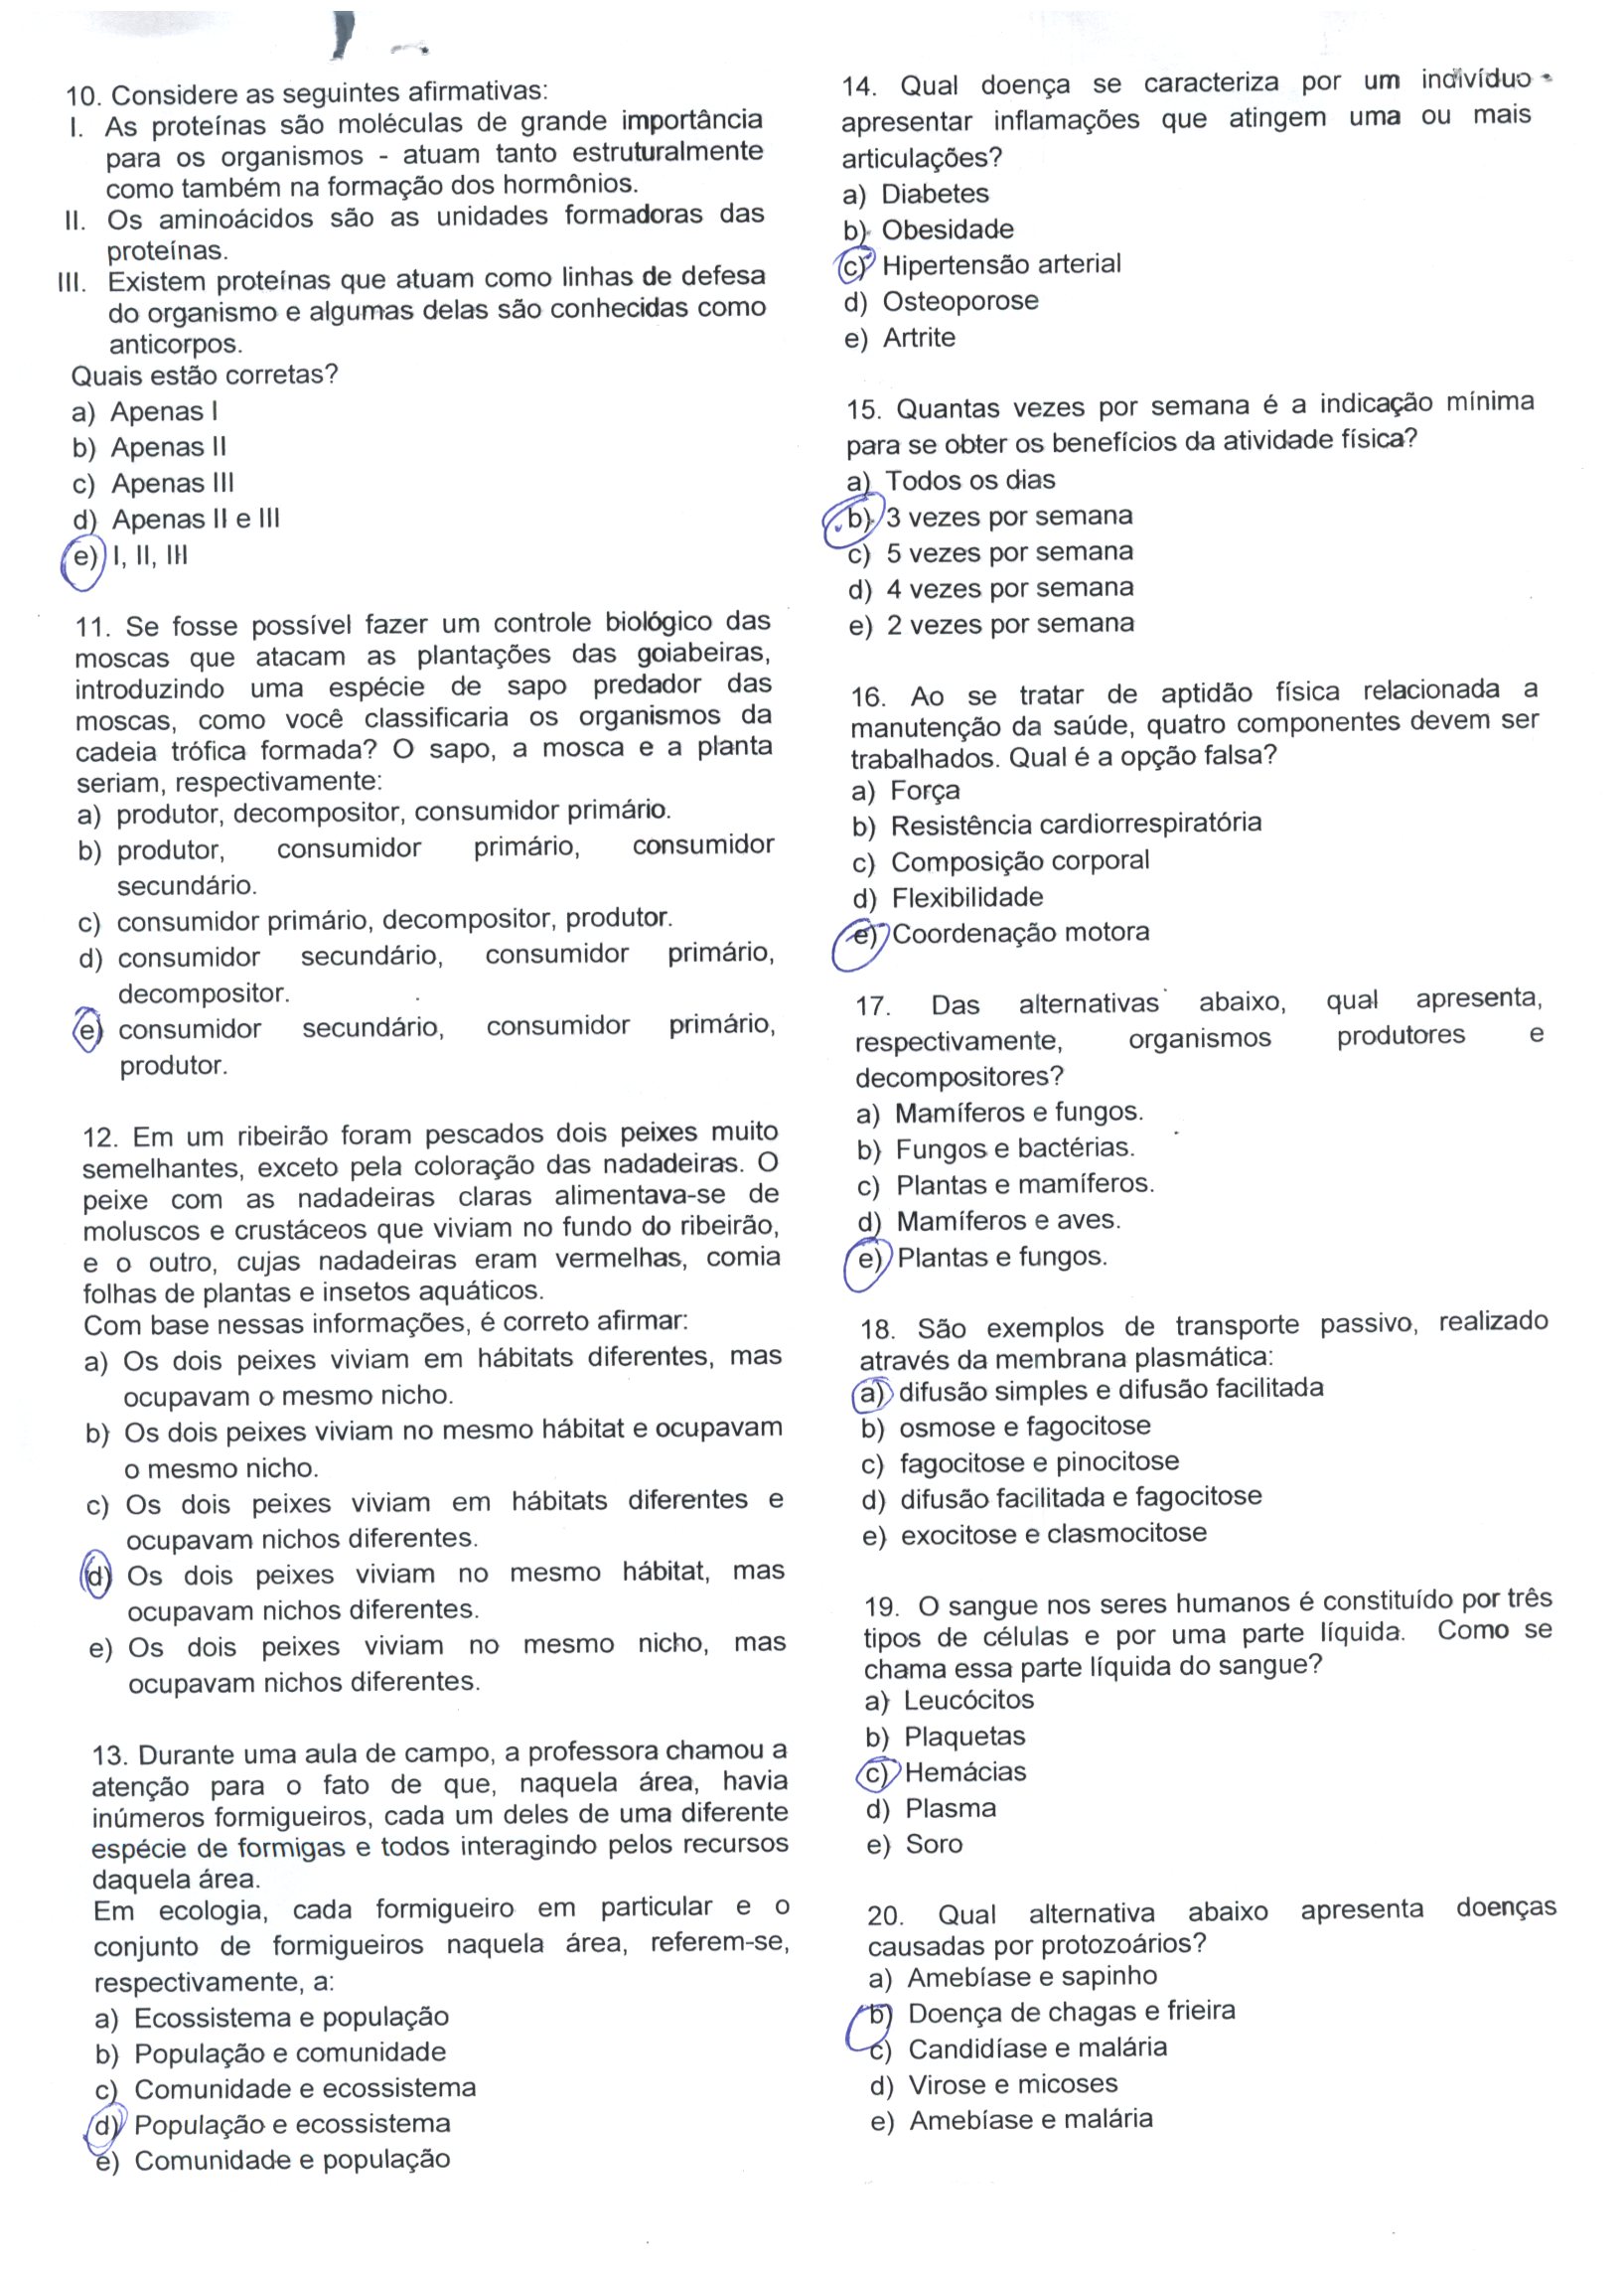 10. Considere as seguintes afirmativas:
I. As proteínas são moléculas de grande importância
para os organismos - atuam tanto estruturalmente
como também na formação dos hormônios.
II. Os aminoácidos são as unidades formadoras das
proteínas.
III. Existem proteínas que atuam como linhas de defesa
do organismo e algumas delas são conhecidas como
anticorpos.
Quais estão corretas?
a) Apenas I
b) Apenas II
c) Apenas III
d) Apenas II e III
e) I, II, III
11. Se fosse possível fazer um controle biológico das
moscas que atacam as plantações das goiabeiras,
introduzindo uma espécie de sapo predador das
moscas, como você classificaria os organismos da
cadeia trófica formada? O sapo, a mosca e a planta
seriam, respectivamente:
a) produtor, decompositor, consumidor primário.
b) produtor, consumidor primário, consumidor
secundário.
c) consumidor primário, decompositor, produtor.
d) consumidor secundário, consumidor primário,
decompositor.
e) consumidor secundário, consumidor primário,
produtor.
12. Em um ribeirão foram pescados dois peixes muito
semelhantes, exceto pela coloração das nadadeiras. O
peixe com as nadadeiras claras alimentava-se de
moluscos e crustáceos que viviam no fundo do ribeirão,
e o outro, cujas nadadeiras eram vermelhas, comia
folhas de plantas e insetos aquáticos.
Com base nessas informações, é correto afirmar:
a) Os dois peixes viviam em hábitats diferentes, mas
ocupavam o mesmo nicho.
b) Os dois peixes viviam no mesmo hábitat e ocupavam
o mesmo nicho.
c) Os dois peixes viviam em hábitats diferentes e
ocupavam nichos diferentes.
d) Os dois peixes viviam no mesmo hábitat, mas
ocupavam nichos diferentes.
e) Os dois peixes viviam no mesmo nicho, mas
ocupavam nichos diferentes.
13. Durante uma aula de campo, a professora chamou a
atenção para o fato de que, naquela área, havia
inúmeros formigueiros, cada um deles de uma diferente
espécie de formigas e todos interagindo pelos recursos
daquela área.
Em ecologia, cada formigueiro em particular e o
conjunto de formigueiros naquela área, referem-se,
respectivamente, a:
a) Ecossistema e população
b) População e comunidade
c) Comunidade e ecossistema
d) População e ecossistema
e) Comunidade e população
14. Qual doença se caracteriza por um indivíduo
apresentar inflamações que atingem uma ou mais
articulações?
a) Diabetes
b) Obesidade
c) Hipertensão arterial
d) Osteoporose
e) Artrite
15. Quantas vezes por semana é a indicação mínima
para se obter os benefícios da atividade física?
a) Todos os dias
b) 3 vezes por semana
c) 5 vezes por semana
d) 4 vezes por semana
e) 2 vezes por semana
16. Ao se tratar de aptidão física relacionada a
manutenção da saúde, quatro componentes devem ser
trabalhados. Qual é a opção falsa?
a) Força
b) Resistência cardiorrespiratória
c) Composição corporal
d) Flexibilidade
e) Coordenação motora
17. Das alternativas abaixo, qual apresenta,
respectivamente, organismos produtores e
decompositores?
a) Mamíferos e fungos.
b) Fungos e bactérias.
c) Plantas e mamíferos.
d) Mamíferos e aves.
e) Plantas e fungos.
18. São exemplos de transporte passivo, realizado
através da membrana plasmática:
a) difusão simples e difusão facilitada
b) osmose e fagocitose
c) fagocitose e pinocitose
d) difusão facilitada e fagocitose
e) exocitose e clasmocitose
19. O sangue nos seres humanos é constituído por três
tipos de células e por uma parte líquida. Como se
chama essa parte líquida do sangue?
a) Leucócitos
b) Plaquetas
c) Hemácias
d) Plasma
e) Soro
20. Qual alternativa abaixo apresenta doenças
causadas por protozoários?
a) Amebíase e sapinho
b) Doença de chagas e frieira
c) Candidíase e malária
d) Virose e micoses
e) Amebíase e malária